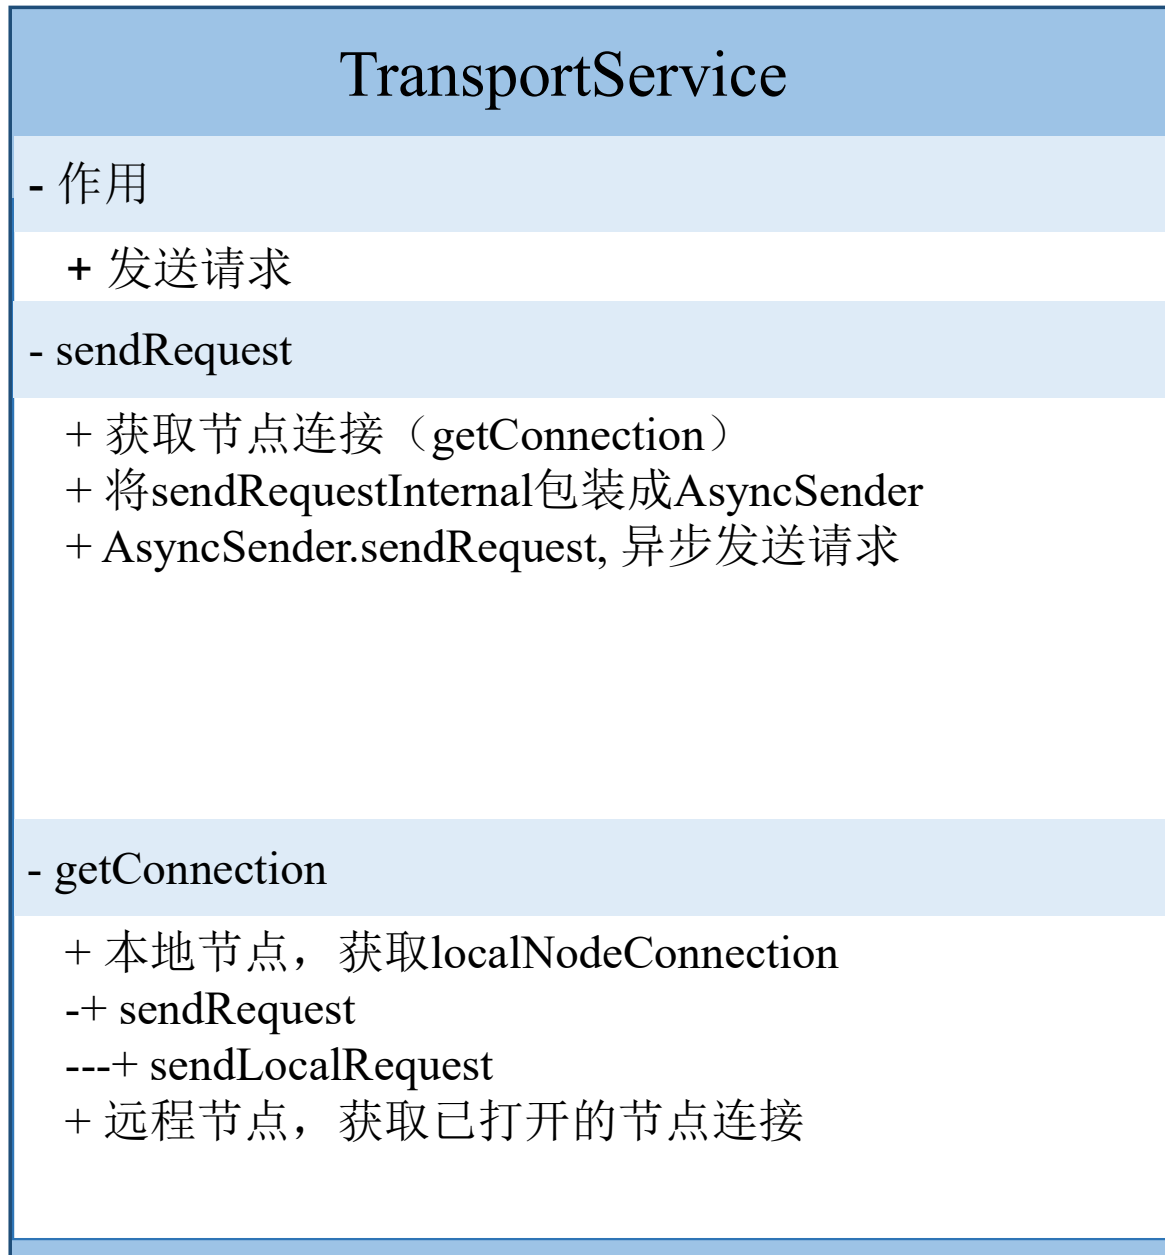 TransportService
- 作用
+ 发送请求
- sendRequest
+ 获取节点连接（getConnection）
+ 将sendRequestInternal包装成AsyncSender
+ AsyncSender.sendRequest, 异步发送请求
- getConnection
+ 本地节点，获取localNodeConnection
-+ sendRequest
---+ sendLocalRequest
+ 远程节点，获取已打开的节点连接